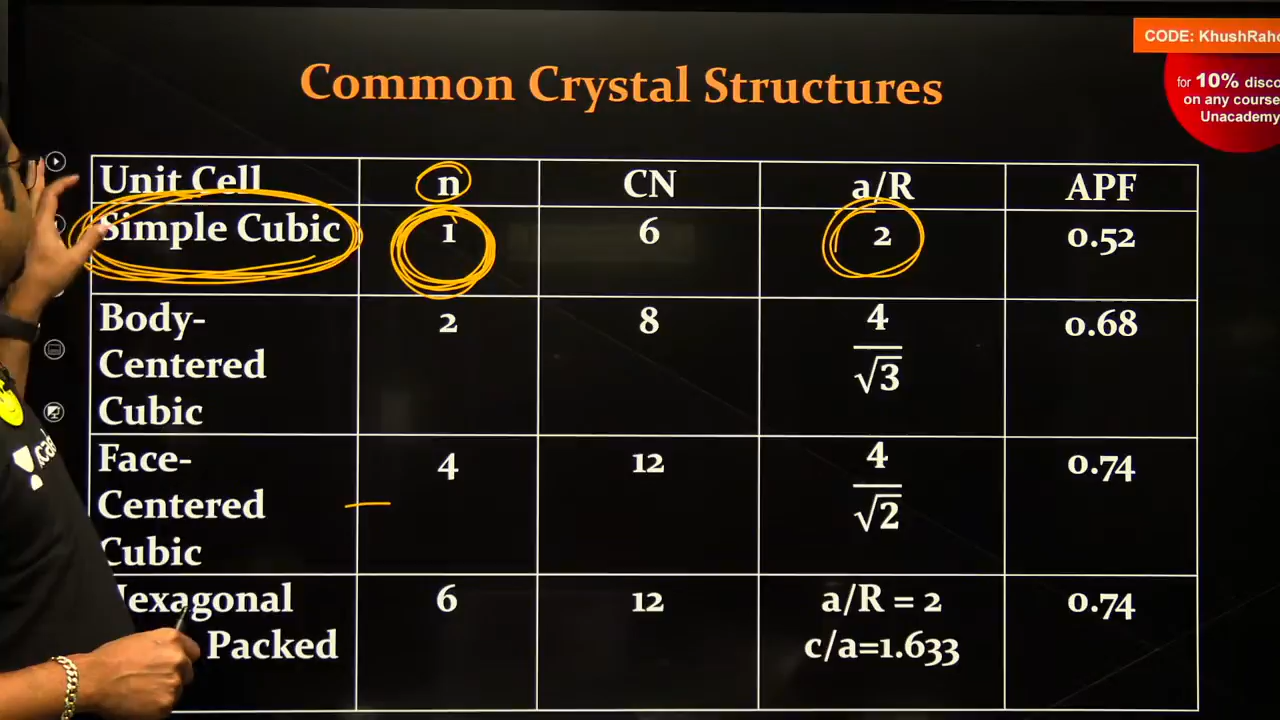 CODE: KhushRaho
for 10% disco
on any course
Unacademy
Common Crystal Structures
Unit Cell n CN a/R APF
Simple Cubic 1 6 2 0.52
Body-Centered Cubic 2 8 4/√3 0.68
Face-Centered Cubic 4 12 4/√2 0.74
Hexagonal 6 12 a/R = 2 0.74
Packed c/a=1.633